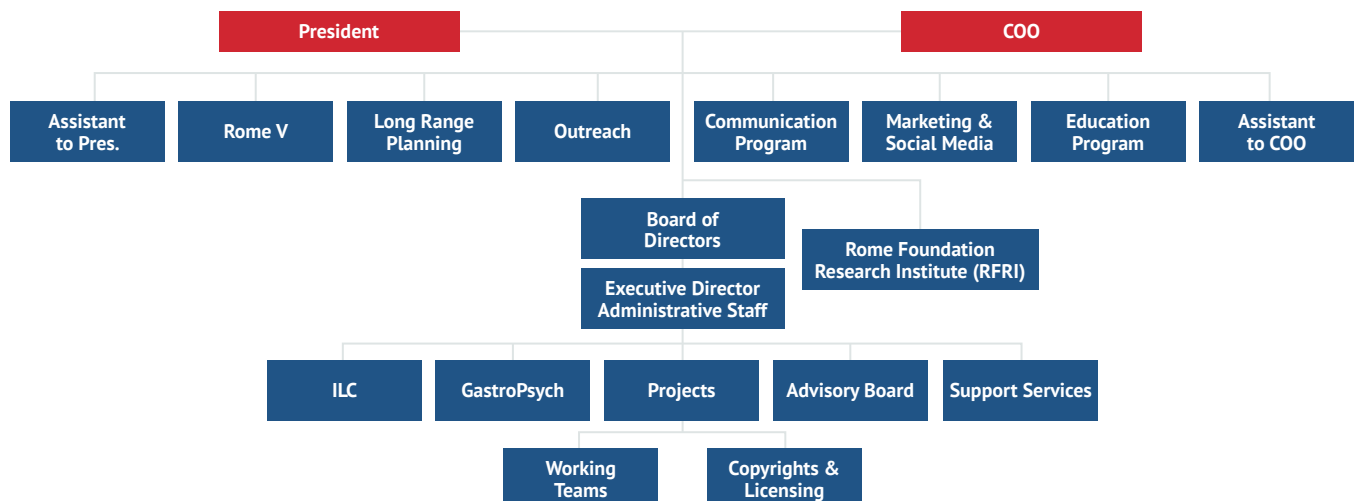 President
COO
Assistant
to Pres.
Rome V
Long Range
Planning
Outreach
Communication
Program
Marketing &
Social Media
Education
Program
Assistant
to COO
Board of
Directors
Rome Foundation
Research Institute (RFRI)
Executive Director
Administrative Staff
ILC
GastroPsych
Projects
Advisory Board
Support Services
Working
Teams
Copyrights &
Licensing